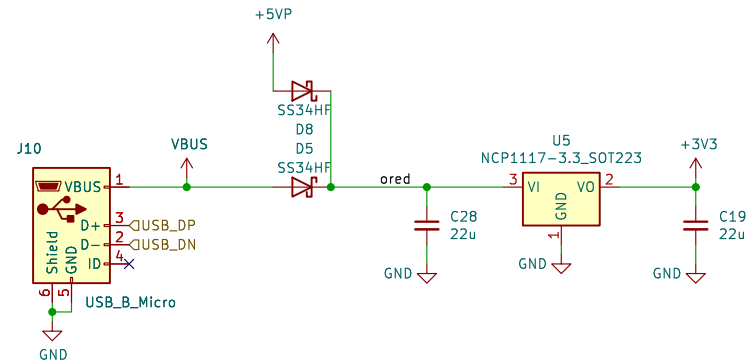 +5VP
SS34HF
D8
D5
SS34HF
J10
VBUS
ored
U5
NCP1117-3.3_SOT223
+3V3
VBUS 1
D+ 3 USB_DP
D- 2 USB_DN
ID 4
Shield
GND
6
5
USB_B_Micro
GND
C28
22u
GND
3 VI
VO 2
GND
1
GND
C19
22u
GND